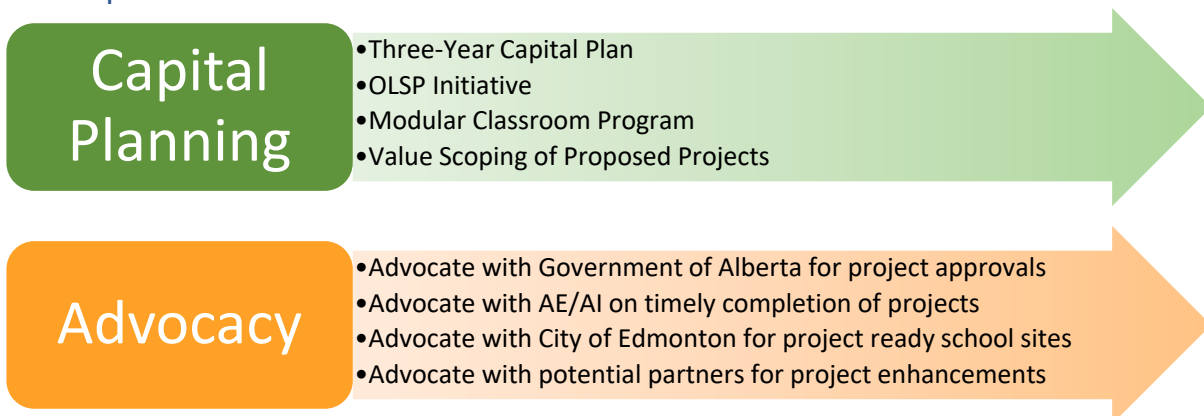 Capital
Planning
•Three-Year Capital Plan
•OLSP Initiative
•Modular Classroom Program
•Value Scoping of Proposed Projects
Advocacy
•Advocate with Government of Alberta for project approvals
•Advocate with AE/AI on timely completion of projects
•Advocate with City of Edmonton for project ready school sites
•Advocate with potential partners for project enhancements